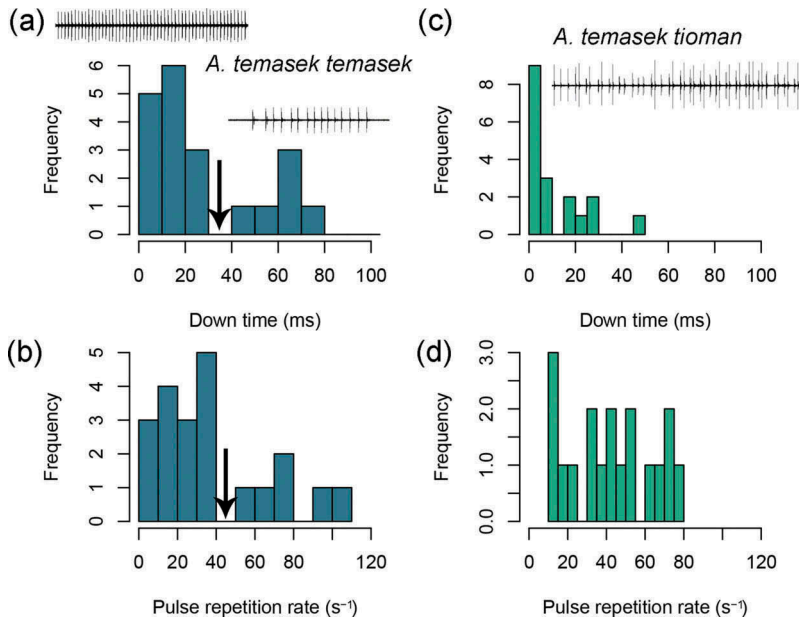 (a)
A. temasek temasek
Frequency
6
5
4
3
2
1
0
0 20 40 60 80 100
Down time (ms)
(c)
A. temasek tioman
Frequency
8
6
4
2
0
0 20 40 60 80 100
Down time (ms)
(b)
Frequency
5
4
3
2
1
0
0 20 40 60 80 120
Pulse repetition rate (s⁻¹)
(d)
Frequency
3.0
2.0
1.0
0.0
0 20 40 60 80 120
Pulse repetition rate (s⁻¹)